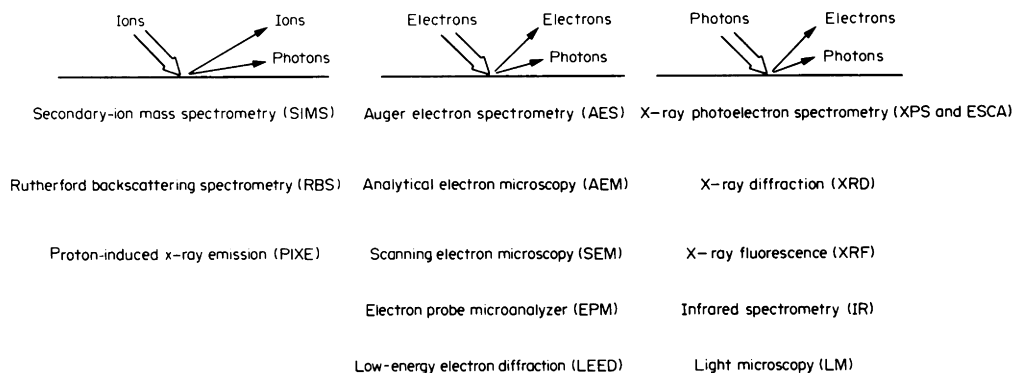 Ions
Ions
Photons
Electrons
Electrons
Photons
Photons
Electrons
Photons
Secondary-ion mass spectrometry (SIMS)
Auger electron spectrometry (AES)
X-ray photoelectron spectrometry (XPS and ESCA)
Rutherford backscattering spectrometry (RBS)
Analytical electron microscopy (AEM)
X-ray diffraction (XRD)
Proton-induced x-ray emission (PIXE)
Scanning electron microscopy (SEM)
X-ray fluorescence (XRF)
Electron probe microanalyzer (EPM)
Infrared spectrometry (IR)
Low-energy electron diffraction (LEED)
Light microscopy (LM)